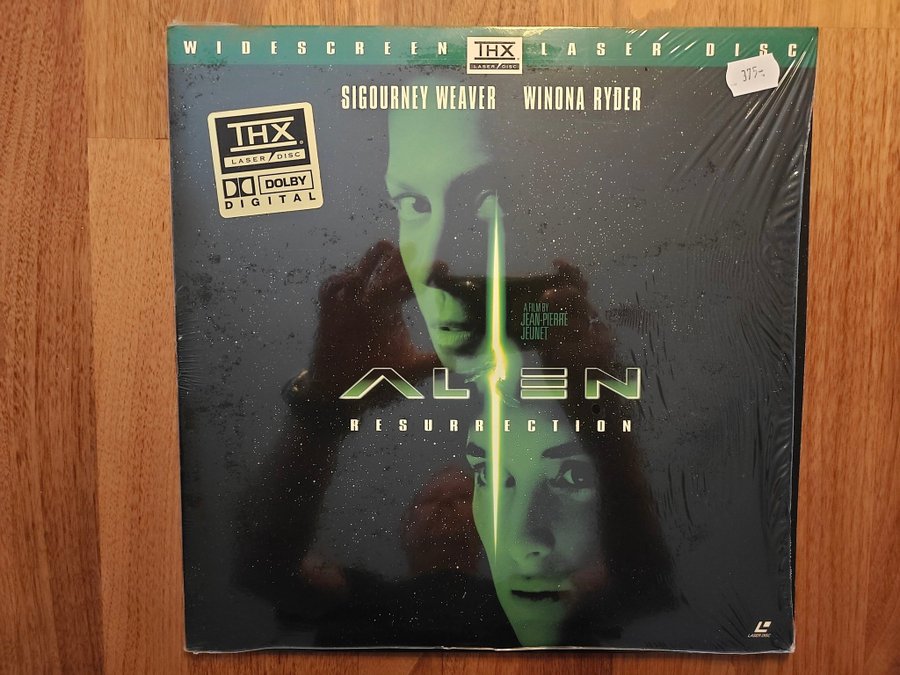 WIDESCREEN THX LASER DISC
LASER DISC
375:-
SIGOURNEY WEAVER WINONA RYDER
THX
LASER DISC
DOLBY
DIGITAL
A FILM BY
JEAN-PIERRE
JEUNET
ALIEN
RESURRECTION
LASER DISC